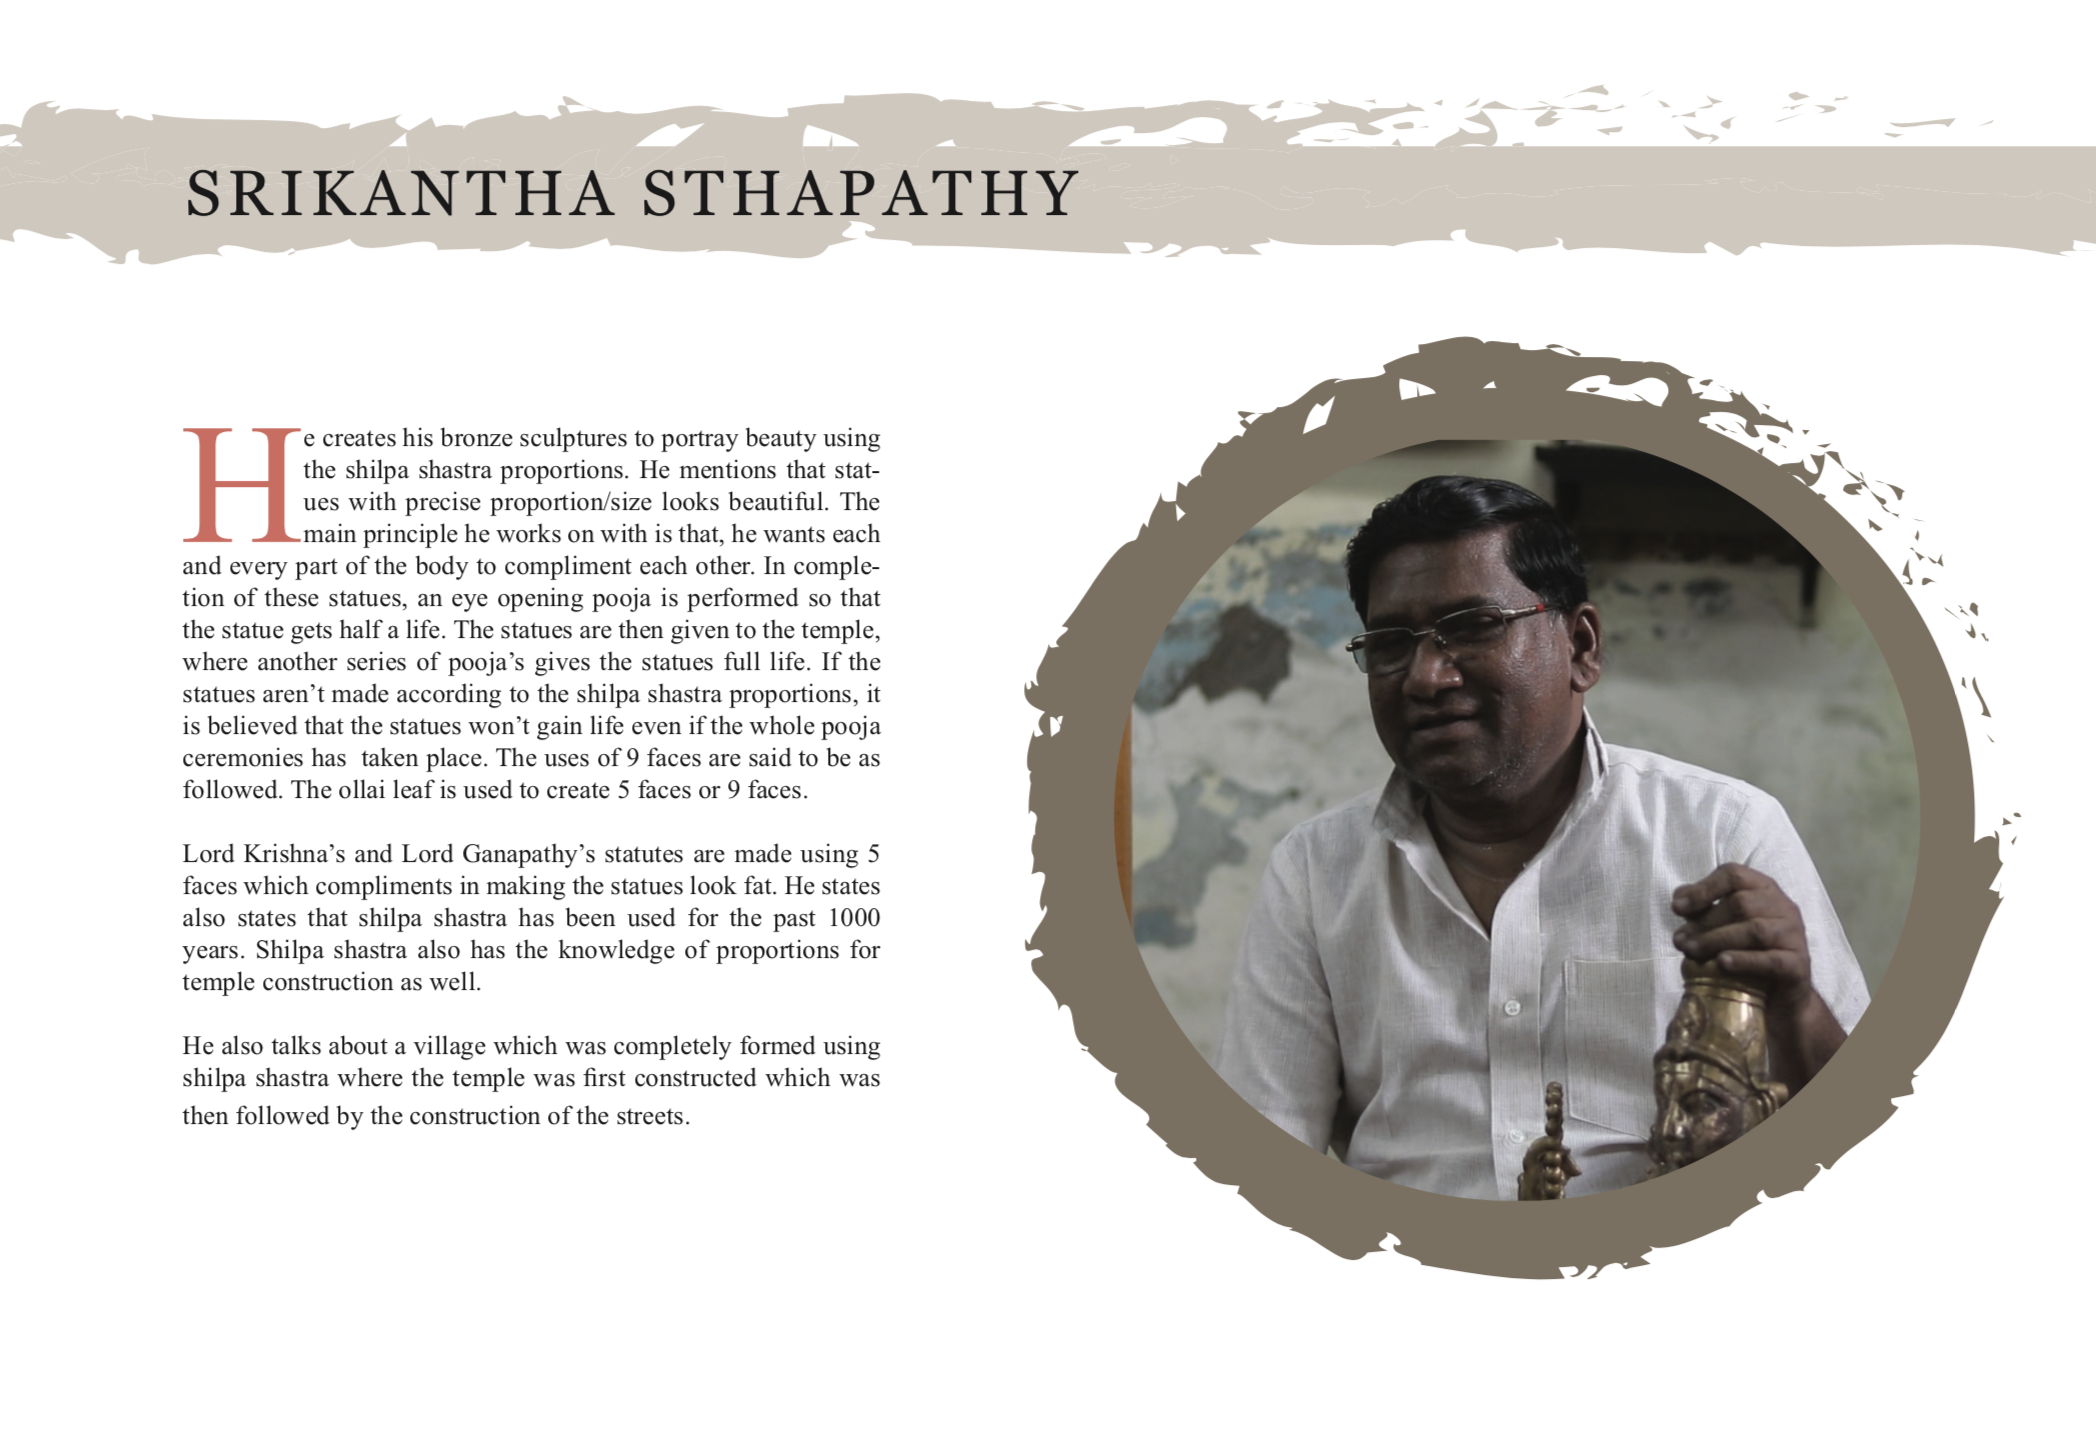 SRIKANTHA STHAPATHY
He creates his bronze sculptures to portray beauty using
the shilpa shastra proportions. He mentions that stat-
ues with precise proportion/size looks beautiful. The
main principle he works on with is that, he wants each
and every part of the body to compliment each other. In comple-
tion of these statues, an eye opening pooja is performed so that
the statue gets half a life. The statues are then given to the temple,
where another series of pooja’s gives the statues full life. If the
statues aren’t made according to the shilpa shastra proportions, it
is believed that the statues won’t gain life even if the whole pooja
ceremonies has  taken place. The uses of 9 faces are said to be as
followed. The ollai leaf is used to create 5 faces or 9 faces.
Lord Krishna’s and Lord Ganapathy’s statutes are made using 5
faces which compliments in making the statues look fat. He states
also states that shilpa shastra has been used for the past 1000
years. Shilpa shastra also has the knowledge of proportions for
temple construction as well.
He also talks about a village which was completely formed using
shilpa shastra where the temple was first constructed which was
then followed by the construction of the streets.